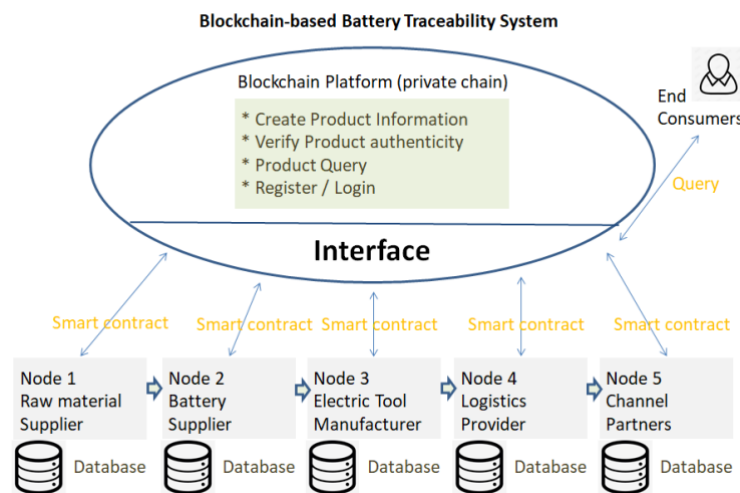 Blockchain-based Battery Traceability System
Blockchain Platform (private chain)
* Create Product Information
* Verify Product authenticity
* Product Query
* Register / Login
End
Consumers
Query
Interface
Smart contract
Smart contract
Smart contract
Smart contract
Smart contract
Node 1
Raw material
Supplier
Node 2
Battery
Supplier
Node 3
Electric Tool
Manufacturer
Node 4
Logistics
Provider
Node 5
Channel
Partners
Database
Database
Database
Database
Database